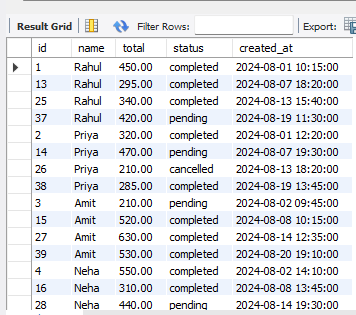 Result Grid Filter Rows: Export:
id name total status created_at
1 Rahul 450.00 completed 2024-08-01 10:15:00
13 Rahul 295.00 completed 2024-08-07 18:20:00
25 Rahul 340.00 completed 2024-08-13 15:40:00
37 Rahul 420.00 pending 2024-08-19 11:30:00
2 Priya 320.00 completed 2024-08-01 12:20:00
14 Priya 470.00 pending 2024-08-07 19:30:00
26 Priya 210.00 cancelled 2024-08-13 18:20:00
38 Priya 285.00 completed 2024-08-19 13:45:00
3 Amit 210.00 pending 2024-08-02 09:45:00
15 Amit 520.00 completed 2024-08-08 10:15:00
27 Amit 630.00 completed 2024-08-14 12:35:00
39 Amit 530.00 completed 2024-08-20 19:10:00
4 Neha 550.00 completed 2024-08-02 14:10:00
16 Neha 310.00 completed 2024-08-08 13:45:00
28 Neha 440.00 pending 2024-08-14 19:30:00